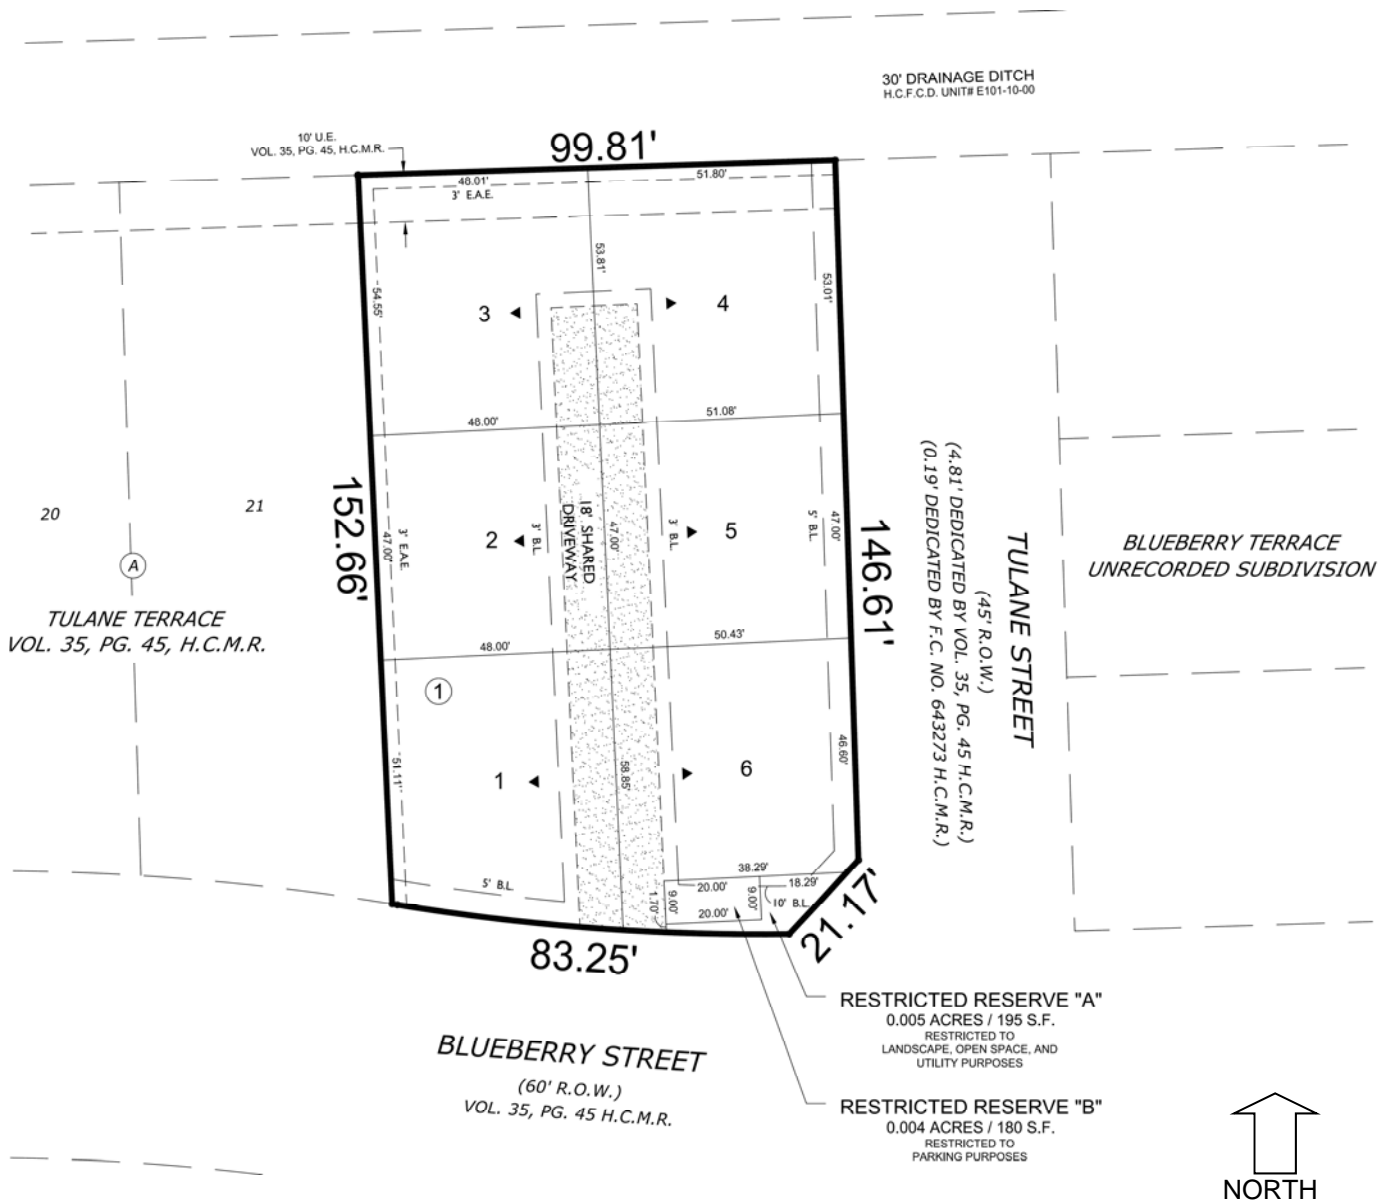 30' DRAINAGE DITCH
H.C.F.C.D. UNIT# E101-10-00
10' U.E.
VOL. 35, PG. 45, H.C.M.R.
99.81'
48.01'
3' E.A.E.
51.80'
53.81'
53.01'
54.55'
3
4
48.00'
51.08'
152.66'
20
21
A
TULANE TERRACE
VOL. 35, PG. 45, H.C.M.R.
47.00'
3' E.A.E.
2
3' B.L.
18' SHARED
DRIVEWAY
47.00'
3' B.L.
5
5' B.L.
47.00'
146.61'
(4.81' DEDICATED BY VOL. 35, PG. 45 H.C.M.R.)
(0.19' DEDICATED BY F.C. NO. 643273 H.C.M.R.)
TULANE STREET
(45' R.O.W.)
BLUEBERRY TERRACE
UNRECORDED SUBDIVISION
48.00'
50.43'
1
51.11'
1
58.85'
6
46.60'
5' B.L.
38.29'
20.00'
18.29'
1.70'
9.00'
9.00'
10' B.L.
20.00'
83.25'
21.17'
RESTRICTED RESERVE "A"
0.005 ACRES / 195 S.F.
RESTRICTED TO
LANDSCAPE, OPEN SPACE, AND
UTILITY PURPOSES
BLUEBERRY STREET
(60' R.O.W.)
VOL. 35, PG. 45 H.C.M.R.
RESTRICTED RESERVE "B"
0.004 ACRES / 180 S.F.
RESTRICTED TO
PARKING PURPOSES
NORTH